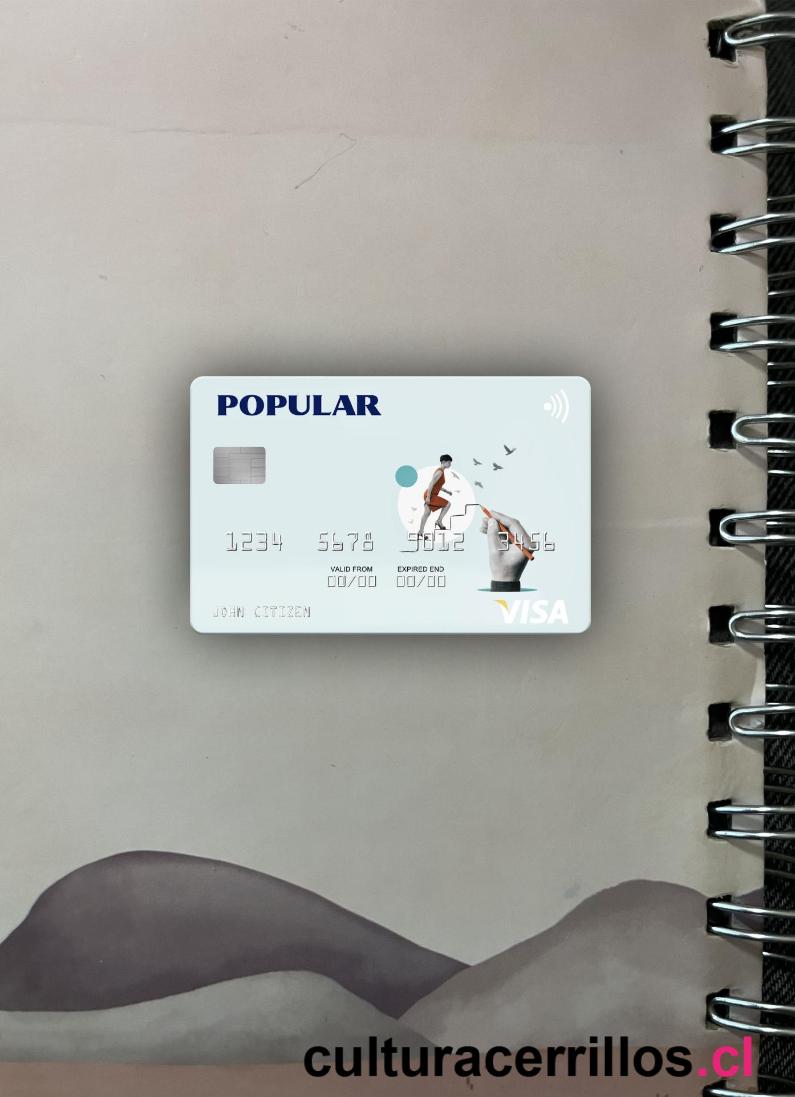 POPULAR
1234 5678 9012 3456
VALID FROM EXPIRED END
00/00 00/00
JOHN CITIZEN
VISA
culturacerrillos.cl